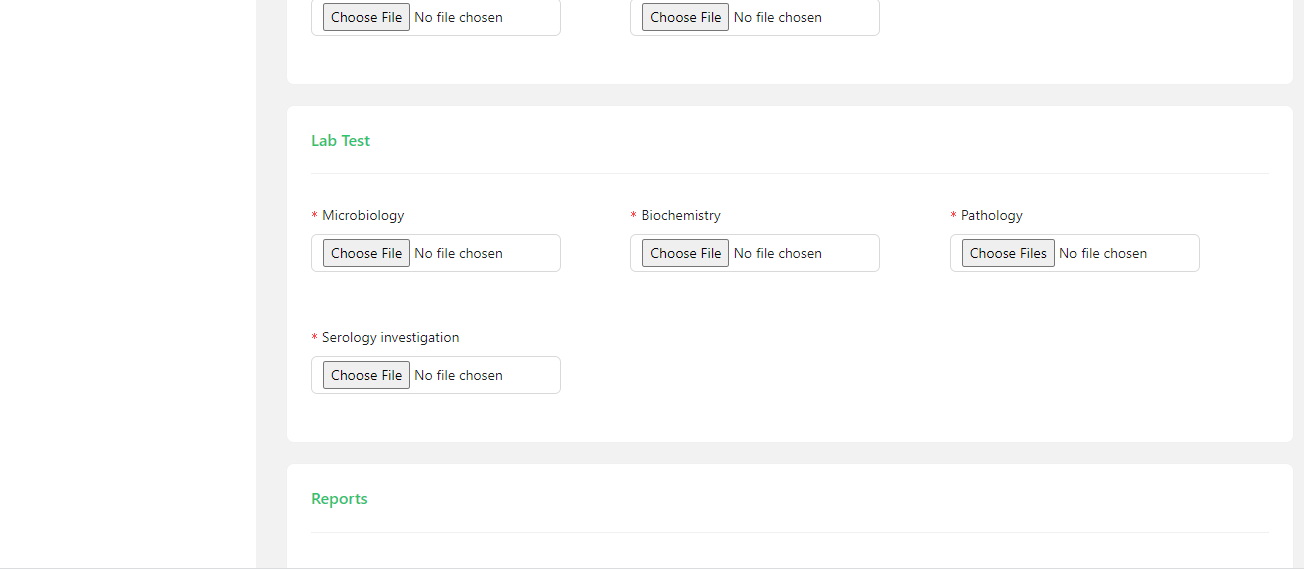 Choose File No file chosen Choose File No file chosen
Lab Test
* Microbiology * Biochemistry * Pathology
Choose File No file chosen Choose File No file chosen Choose Files No file chosen
* Serology investigation
Choose File No file chosen
Reports